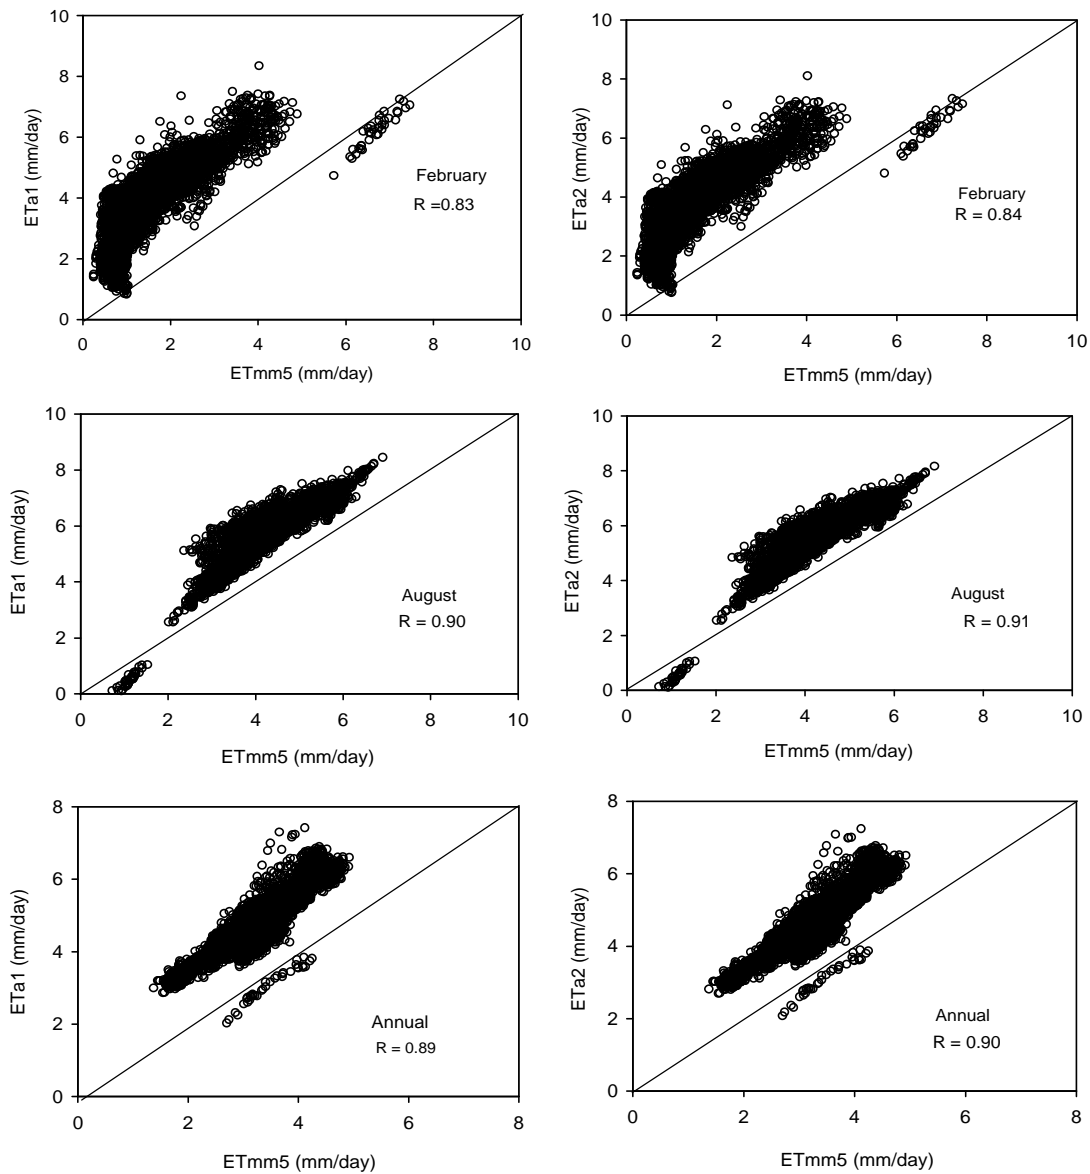 10
8
6
4
2
0
ETa1 (mm/day)
February
R =0.83
0 2 4 6 8 10
ETmm5 (mm/day)
10
8
6
4
2
0
ETa2 (mm/day)
February
R = 0.84
0 2 4 6 8 10
ETmm5 (mm/day)
10
8
6
4
2
0
ETa1 (mm/day)
August
R = 0.90
0 2 4 6 8 10
ETmm5 (mm/day)
10
8
6
4
2
0
ETa2 (mm/day)
August
R = 0.91
0 2 4 6 8 10
ETmm5 (mm/day)
8
6
4
2
0
ETa1 (mm/day)
Annual
R = 0.89
0 2 4 6 8
ETmm5 (mm/day)
8
6
4
2
0
ETa2 (mm/day)
Annual
R = 0.90
0 2 4 6 8
ETmm5 (mm/day)